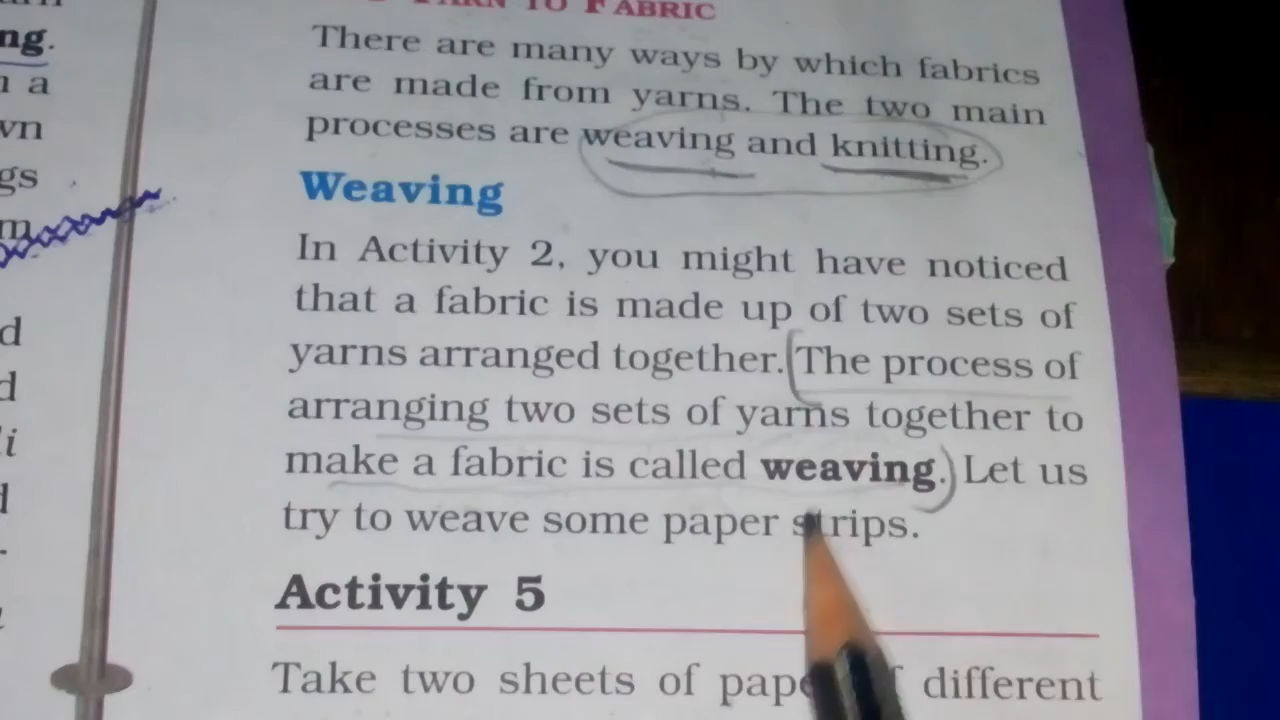 ng.
n a
wn
gs
m
d
d
i
d
TO FABRIC
There are many ways by which fabrics
are made from yarns. The two main
processes are weaving and knitting.
Weaving
In Activity 2, you might have noticed
that a fabric is made up of two sets of
yarns arranged together. The process of
arranging two sets of yarns together to
make a fabric is called weaving. Let us
try to weave some paper strips.
Activity 5
Take two sheets of different